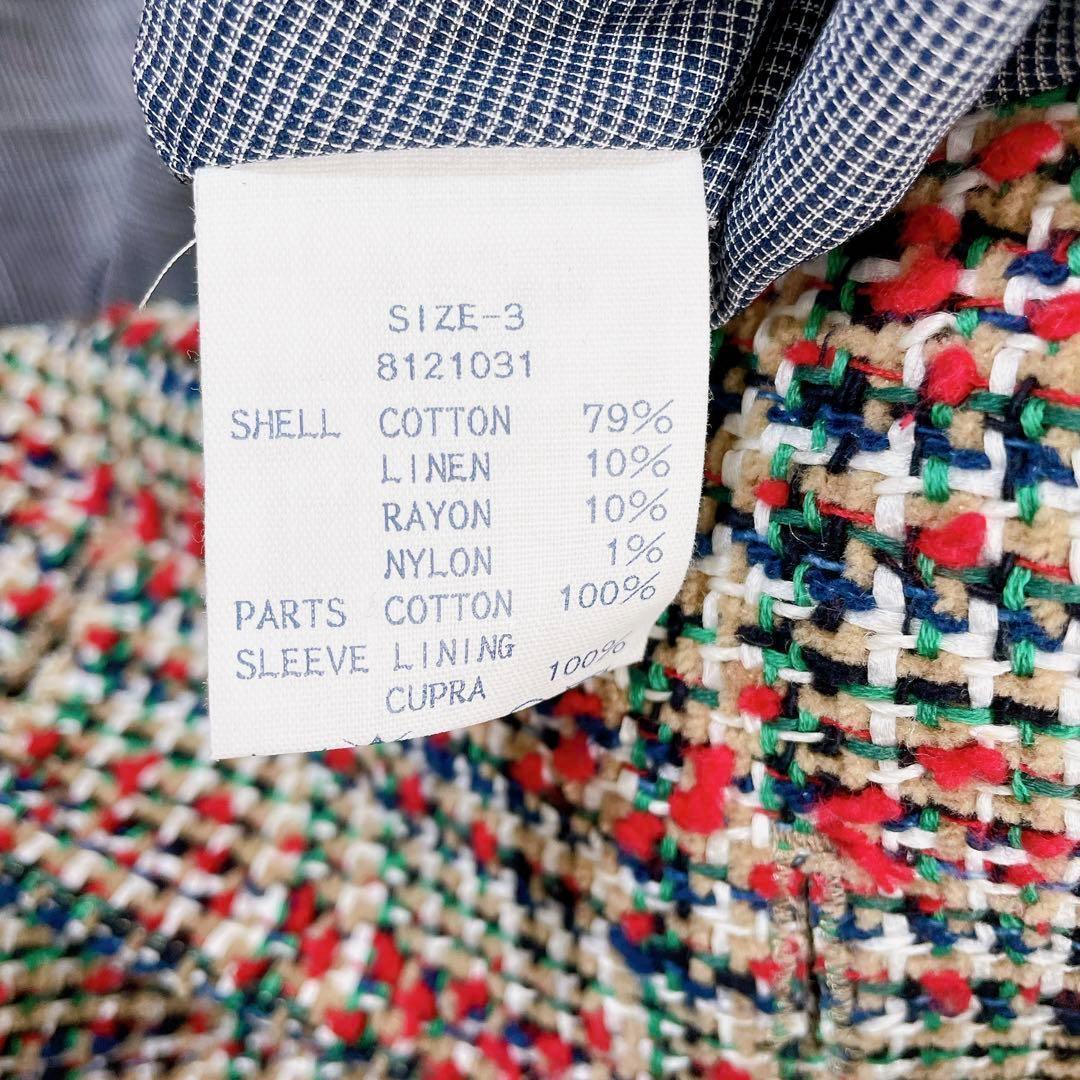 SIZE-3
8121031
SHELL COTTON 79%
LINEN 10%
RAYON 10%
NYLON 1%
PARTS COTTON 100%
SLEEVE LINING 100%
CUPRA